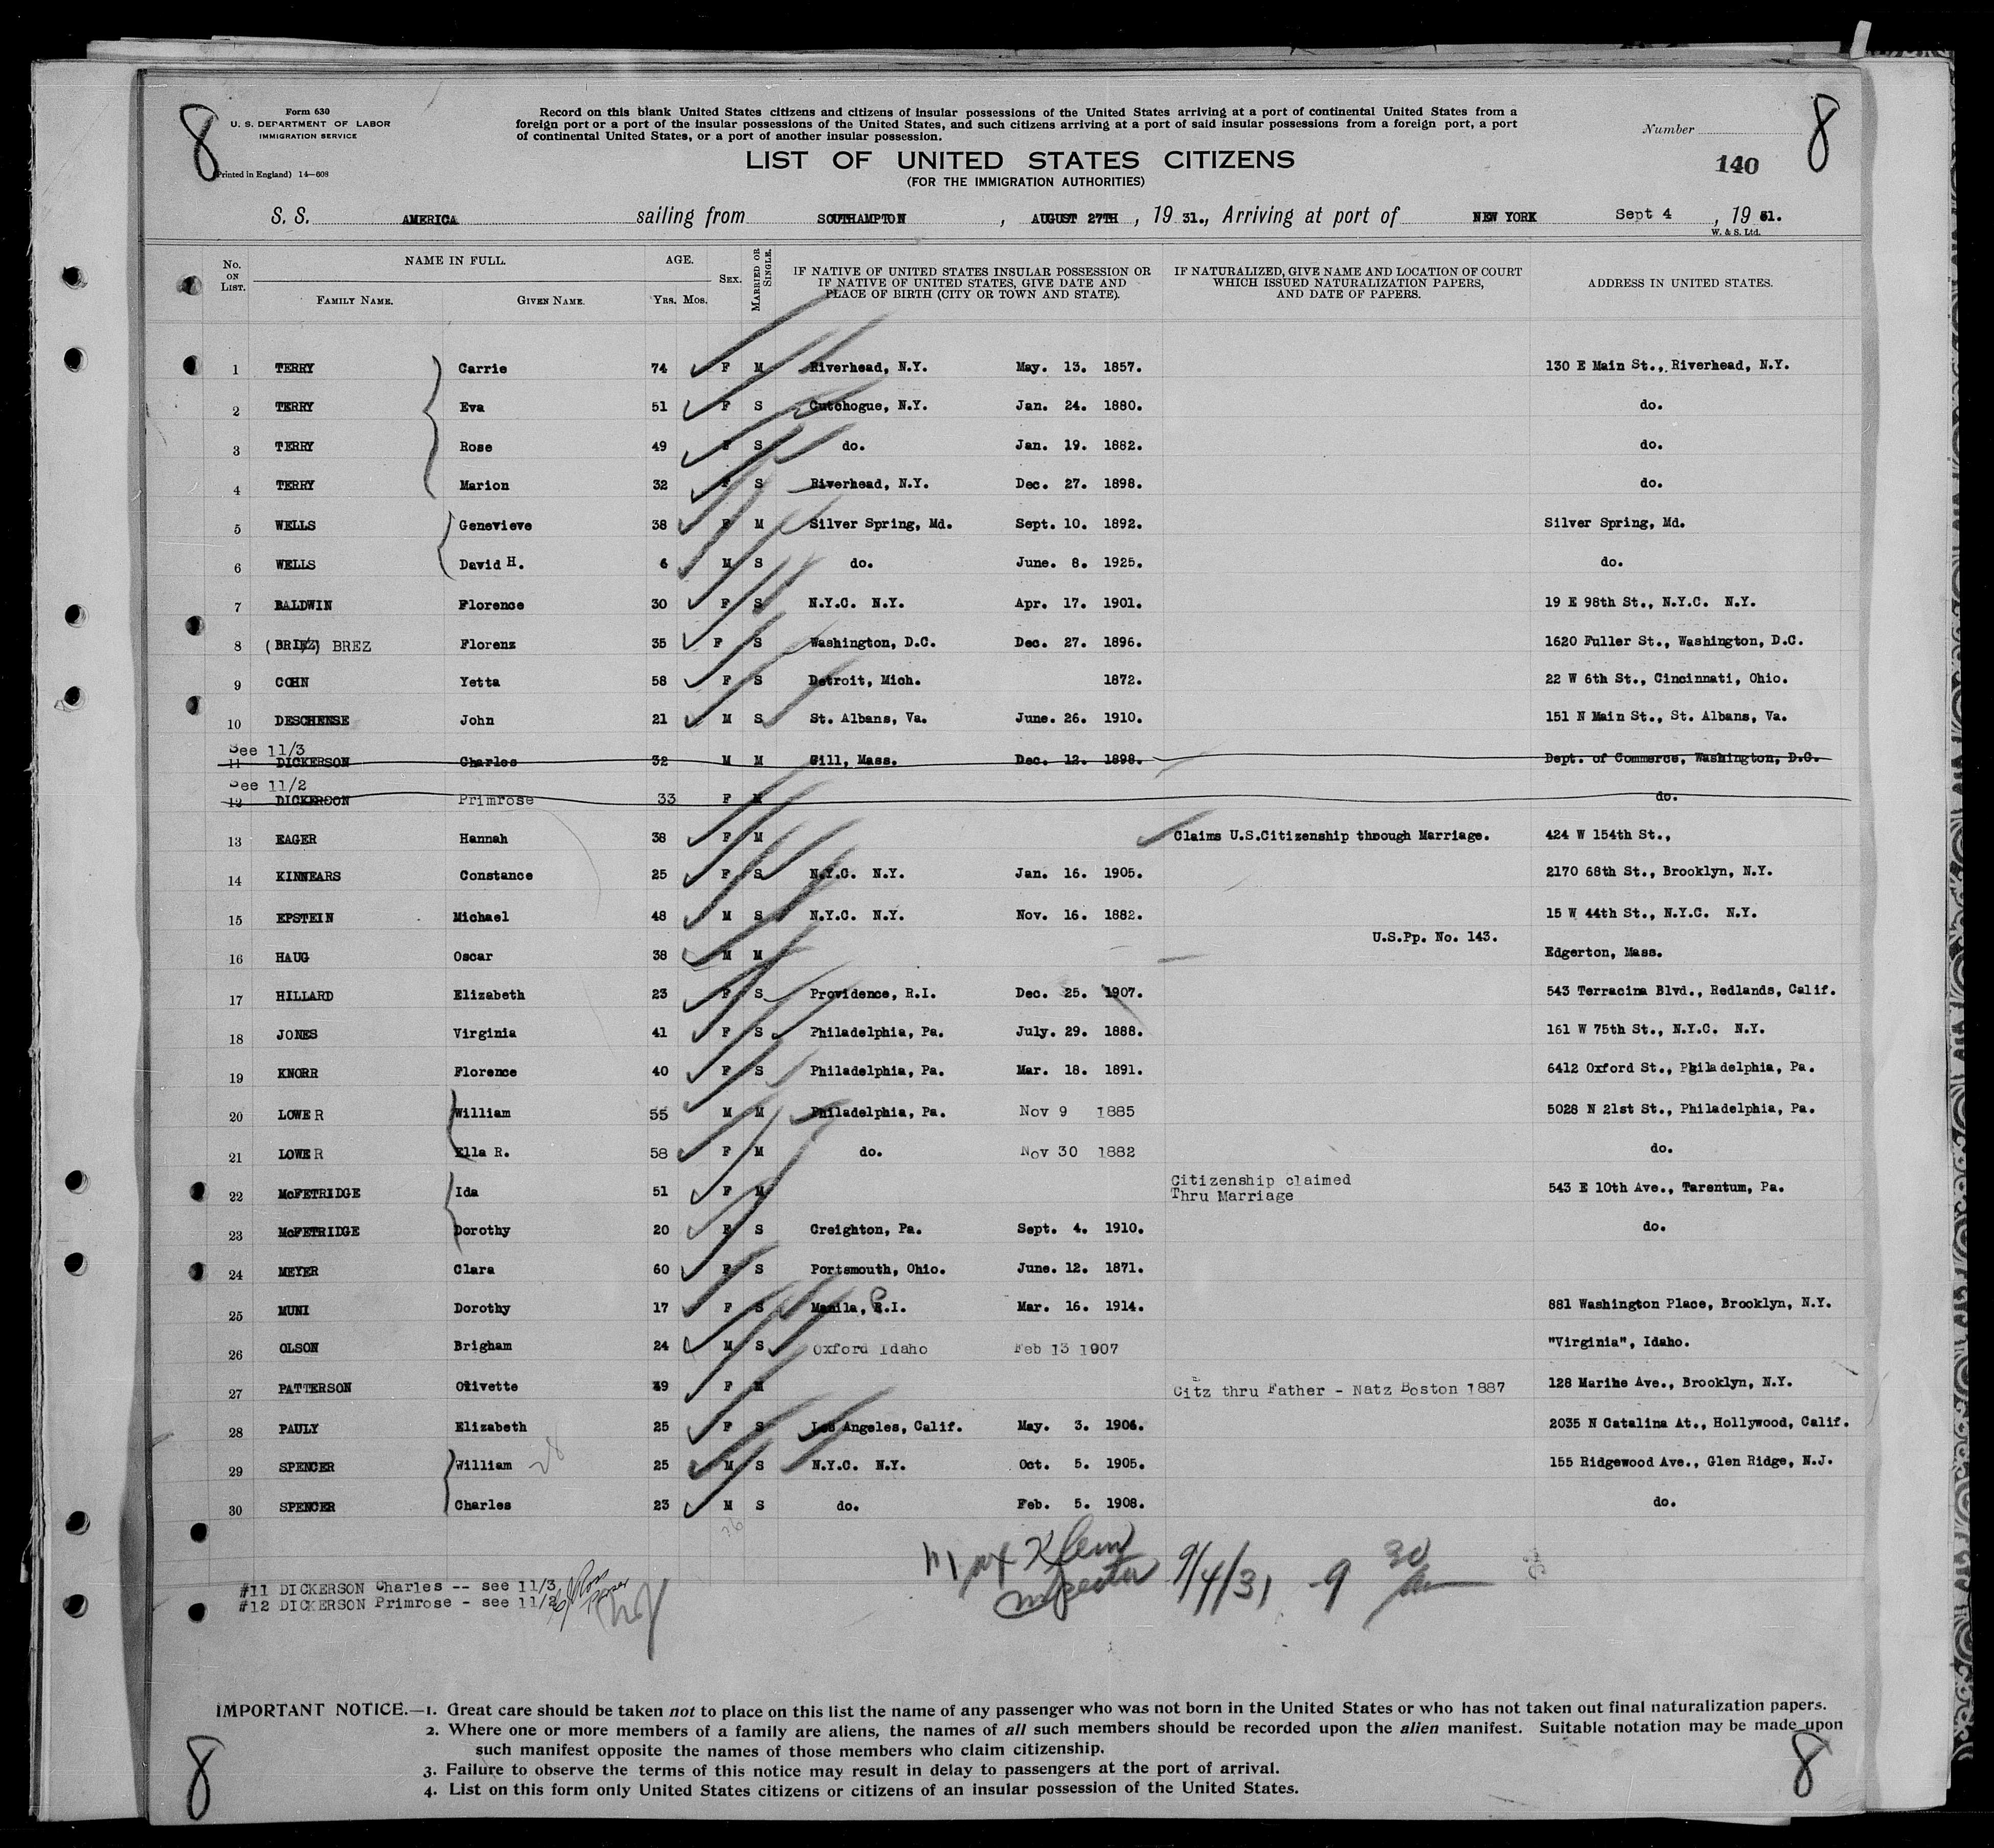 8
Form 630
U. S. DEPARTMENT OF LABOR
IMMIGRATION SERVICE
Printed in England) 14—608
Record on this blank United States citizens and citizens of insular possessions of the United States arriving at a port of continental United States from a
foreign port or a port of the insular possessions of the United States, and such citizens arriving at a port of said insular possessions from a foreign port, a port
of continental United States, or a port of another insular possession.
LIST OF UNITED STATES CITIZENS
(FOR THE IMMIGRATION AUTHORITIES)
Number
8
140
S. S. AMERICA sailing from SOUTHAMPTON, AUGUST 27TH, 19 31., Arriving at port of NEW YORK Sept 4, 19 31.
W. & S. Ltd.
No. ON LIST. NAME IN FULL. FAMILY NAME. GIVEN NAME. AGE. YRS. MOS. SEX. MARRIED OR SINGLE. IF NATIVE OF UNITED STATES INSULAR POSSESSION OR IF NATIVE OF UNITED STATES, GIVE DATE AND PLACE OF BIRTH (CITY OR TOWN AND STATE). IF NATURALIZED, GIVE NAME AND LOCATION OF COURT WHICH ISSUED NATURALIZATION PAPERS, AND DATE OF PAPERS. ADDRESS IN UNITED STATES.
1 TERRY Carrie 74 F M Riverhead, N.Y. May. 13. 1857. 130 E Main St., Riverhead, N.Y.
2 TERRY Eva 51 F S Cutchogue, N.Y. Jan. 24. 1880. do.
3 TERRY Rose 49 F S do. Jan. 19. 1882. do.
4 TERRY Marion 32 F S Riverhead, N.Y. Dec. 27. 1898. do.
5 WELLS Genevieve 38 F M Silver Spring, Md. Sept. 10. 1892. Silver Spring, Md.
6 WELLS David H. 6 M S do. June. 8. 1925. do.
7 BALDWIN Florence 30 F S N.Y.C. N.Y. Apr. 17. 1901. 19 E 98th St., N.Y.C. N.Y.
8 (BRIEZ) BREZ Florenz 35 F S Washington, D.C. Dec. 27. 1896. 1620 Fuller St., Washington, D.C.
9 COHN Yetta 58 F S Detroit, Mich. 1872. 22 W 6th St., Cincinnati, Ohio.
10 DESCHENSE John 21 M S St. Albans, Va. June. 26. 1910. 151 N Main St., St. Albans, Va.
See 11/3
11 DICKERSON Charles 32 M M Gill, Mass. Dec. 12. 1898. Dept. of Commerce, Washington, D.C.
See 11/2
12 DICKERSON Primrose 33 F M do.
13 EAGER Hannah 38 F M Claims U.S.Citizenship through Marriage. 424 W 154th St.,
14 KINNEARS Constance 25 F S N.Y.C. N.Y. Jan. 16. 1905. 2170 68th St., Brooklyn, N.Y.
15 EPSTEIN Michael 48 M S N.Y.C. N.Y. Nov. 16. 1882. 15 W 44th St., N.Y.C. N.Y.
16 HAUG Oscar 38 M M U.S.Pp. No. 143. Edgerton, Mass.
17 HILLARD Elizabeth 23 F S Providence, R.I. Dec. 25. 1907. 543 Terracina Blvd., Redlands, Calif.
18 JONES Virginia 41 F S Philadelphia, Pa. July. 29. 1888. 161 W 75th St., N.Y.C. N.Y.
19 KNORR Florence 40 F S Philadelphia, Pa. Mar. 18. 1891. 6412 Oxford St., Philadelphia, Pa.
20 LOWER William 55 M M Philadelphia, Pa. Nov 9 1885 5028 N 21st St., Philadelphia, Pa.
21 LOWER Ella R. 58 F M do. Nov 30 1882 do.
22 McFETRIDGE Ida 51 F M Citizenship claimed Thru Marriage 543 E 10th Ave., Tarentum, Pa.
23 McFETRIDGE Dorothy 20 F S Creighton, Pa. Sept. 4. 1910. do.
24 MEYER Clara 60 F S Portsmouth, Ohio. June. 12. 1871.
25 MUNI Dorothy 17 F S Manila, P.I. Mar. 16. 1914. 881 Washington Place, Brooklyn, N.Y.
26 OLSON Brigham 24 M S Oxford Idaho Feb 13 1907 "Virginia", Idaho.
27 PATTERSON Olivette 49 F M Citz thru Father - Natz Boston 1887 128 Marine Ave., Brooklyn, N.Y.
28 PAULY Elizabeth 25 F S Los Angeles, Calif. May. 3. 1906. 2035 N Catalina At., Hollywood, Calif.
29 SPENCER William 28 25 M S N.Y.C. N.Y. Oct. 5. 1905. 155 Ridgewood Ave., Glen Ridge, N.J.
30 SPENCER Charles 23 M S do. Feb. 5. 1908. do.
Max Klein
Inspector 9/4/31 9 30 am
#11 DICKERSON Charles -- see 11/3
#12 DICKERSON Primrose - see 11/2
IMPORTANT NOTICE.—1. Great care should be taken not to place on this list the name of any passenger who was not born in the United States or who has not taken out final naturalization papers.
2. Where one or more members of a family are aliens, the names of all such members should be recorded upon the alien manifest. Suitable notation may be made upon
such manifest opposite the names of those members who claim citizenship.
3. Failure to observe the terms of this notice may result in delay to passengers at the port of arrival.
4. List on this form only United States citizens or citizens of an insular possession of the United States.
8
8